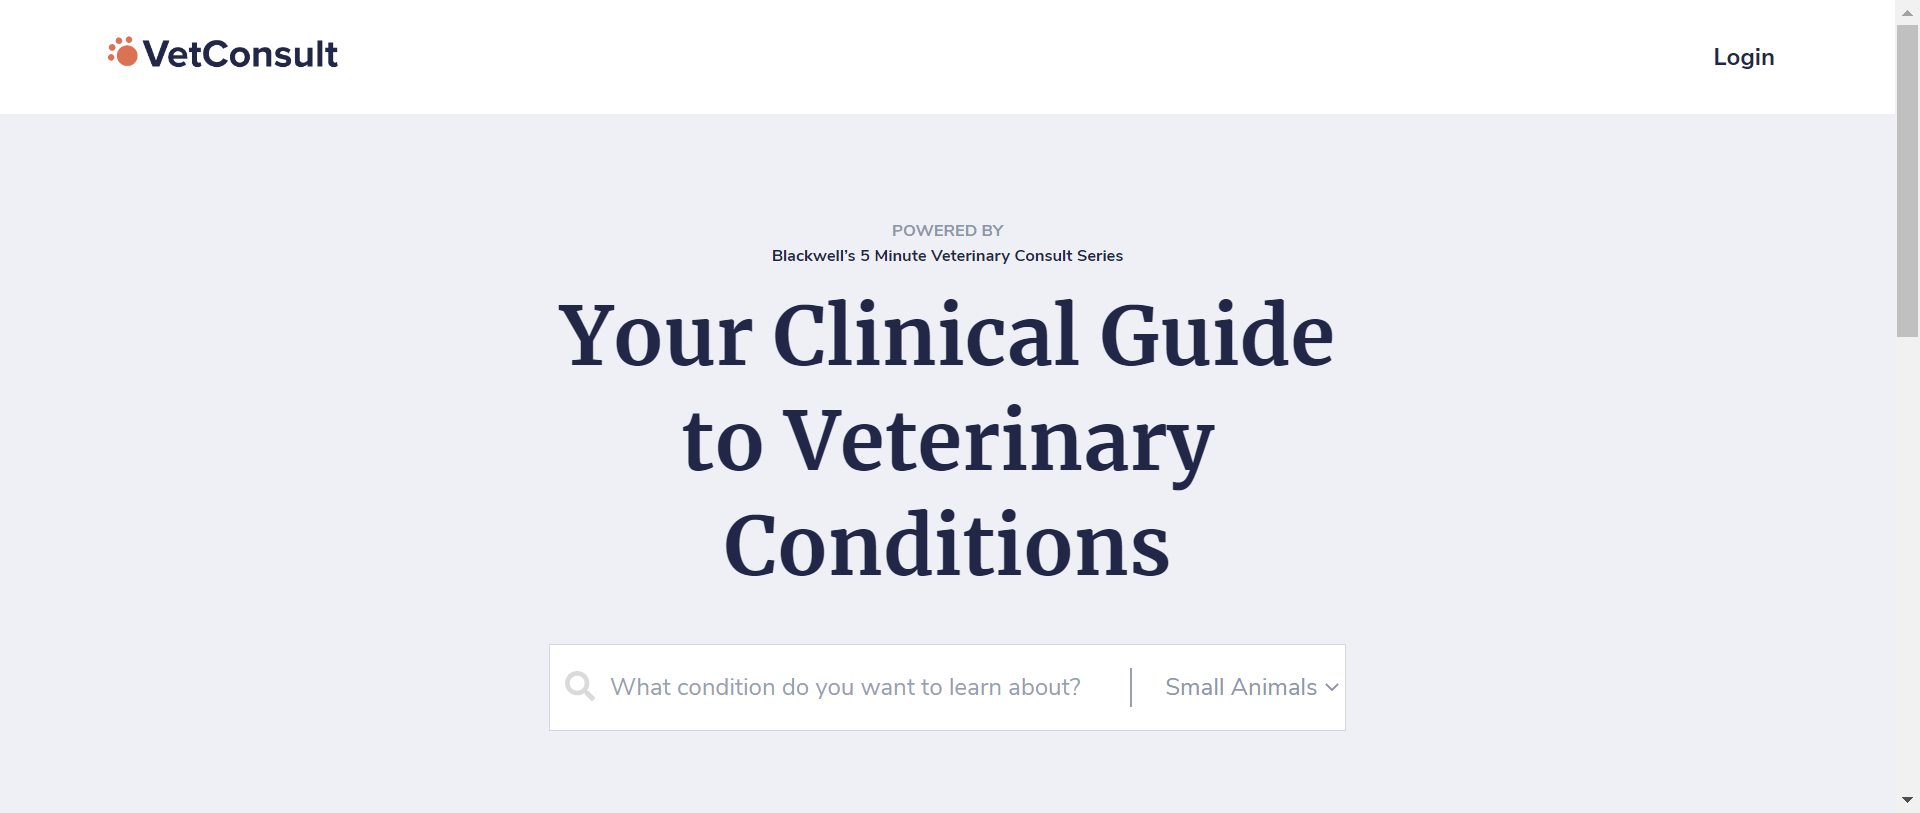 VetConsult
Login
POWERED BY
Blackwell’s 5 Minute Veterinary Consult Series
Your Clinical Guide
to Veterinary
Conditions
What condition do you want to learn about?
Small Animals